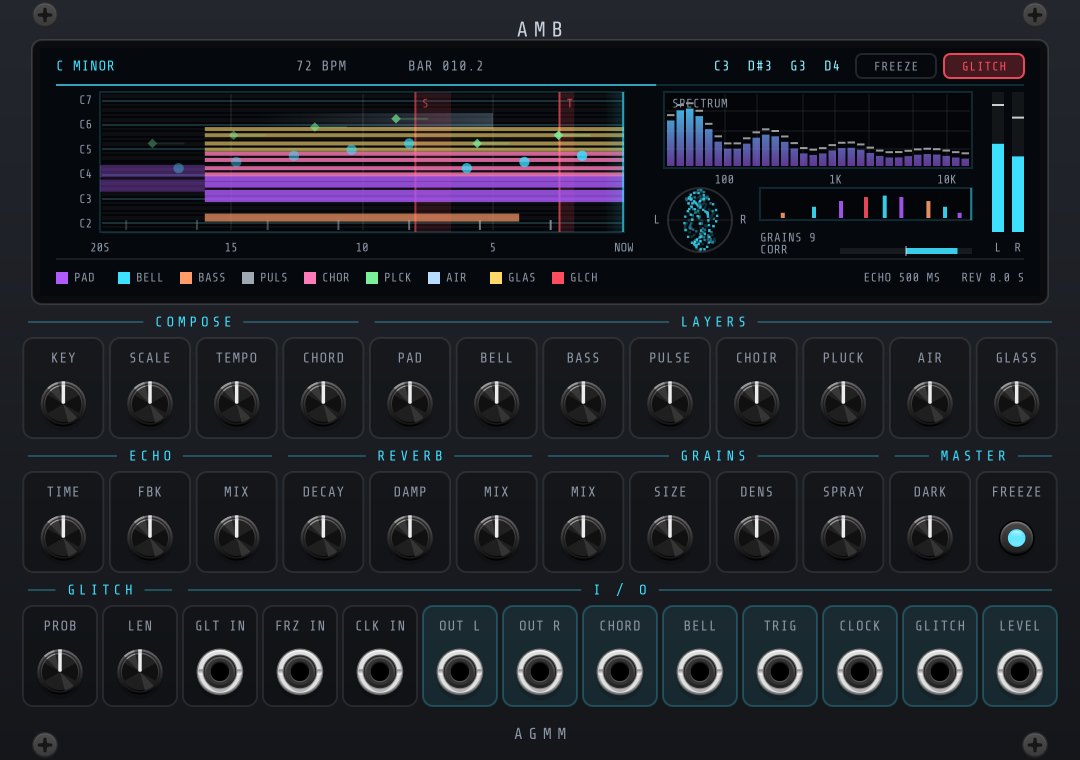 AMB
C MINOR 72 BPM BAR 010.2 C3 D#3 G3 D4 FREEZE GLITCH
C7
C6
C5
C4
C3
C2
S T
20S 15 10 5 NOW
SPECTRUM
100 1K 10K
L R
GRAINS 9
CORR
L R
PAD BELL BASS PULS CHOR PLCK AIR GLAS GLCH ECHO 500 MS REV 8.0 S
COMPOSE LAYERS
KEY SCALE TEMPO CHORD PAD BELL BASS PULSE CHOIR PLUCK AIR GLASS
ECHO REVERB GRAINS MASTER
TIME FBK MIX DECAY DAMP MIX MIX SIZE DENS SPRAY DARK FREEZE
GLITCH I / O
PROB LEN GLT IN FRZ IN CLK IN OUT L OUT R CHORD BELL TRIG CLOCK GLITCH LEVEL
AGMM